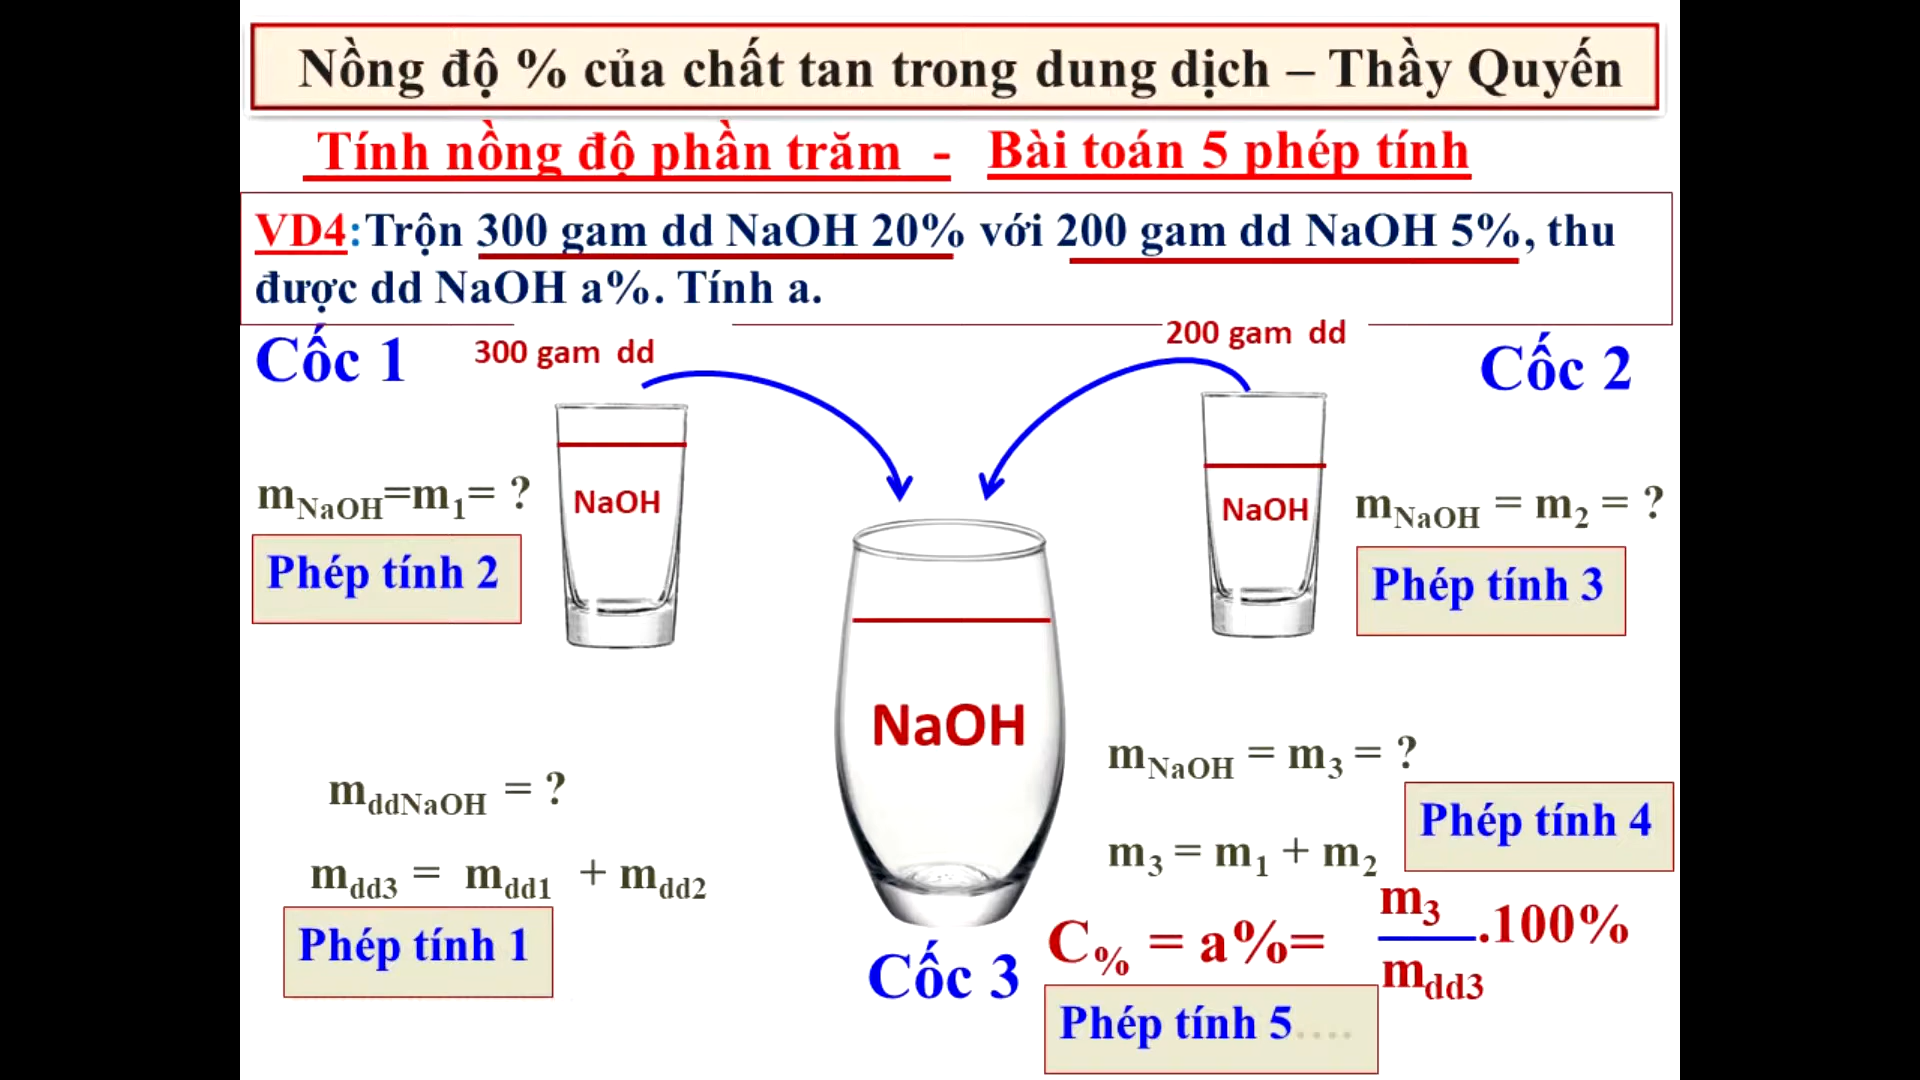 Nồng độ % của chất tan trong dung dịch – Thầy Quyến
Tính nồng độ phần trăm - Bài toán 5 phép tính
VD4:Trộn 300 gam dd NaOH 20% với 200 gam dd NaOH 5%, thu
được dd NaOH a%. Tính a.
Cốc 1
300 gam dd
200 gam dd
Cốc 2
mNaOH=m1= ?
NaOH
Phép tính 2
NaOH
mNaOH = m2 = ?
Phép tính 3
NaOH
mddNaOH = ?
mdd3 = mdd1 + mdd2
Phép tính 1
mNaOH = m3 = ?
Phép tính 4
m3 = m1 + m2
C% = a%= m3/mdd3 .100%
Cốc 3
Phép tính 5....